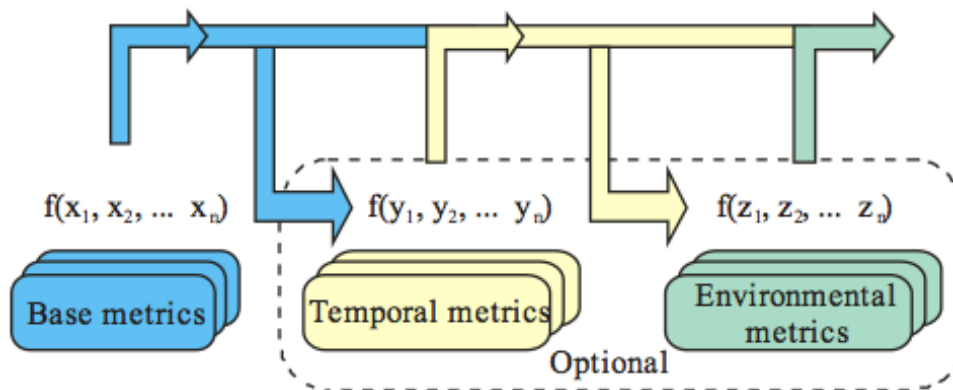 f(x₁, x₂, ... xₙ)
f(y₁, y₂, ... yₙ)
f(z₁, z₂, ... zₙ)
Base metrics
Temporal metrics
Environmental
metrics
Optional